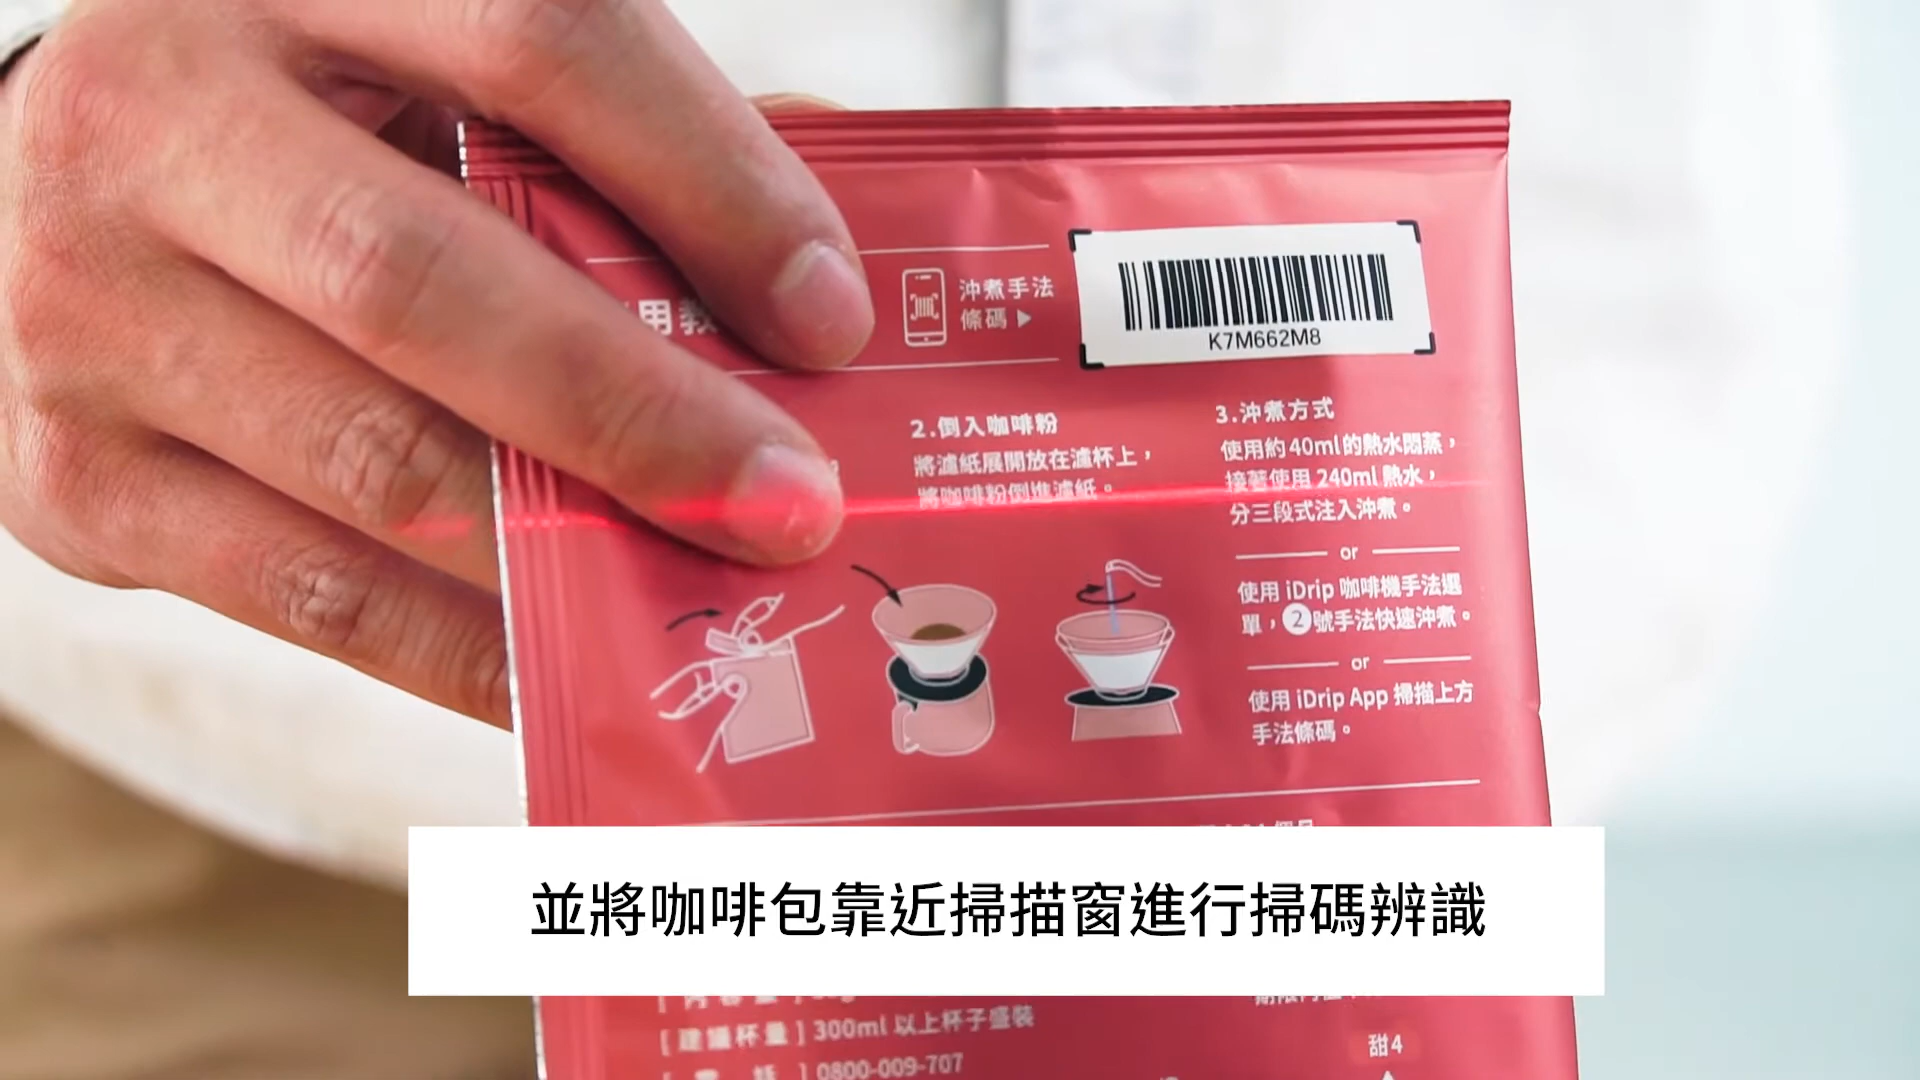 用教
沖煮手法
條碼 ▶
K7M662M8
2.倒入咖啡粉
將濾紙展開放在濾杯上，
將咖啡粉倒進濾紙。
3.沖煮方式
使用約40ml的熱水悶蒸，
接著使用 240ml 熱水，
分三段式注入沖煮。
or
使用 iDrip 咖啡機手法選
單，2號手法快速沖煮。
or
使用 iDrip App 掃描上方
手法條碼。
並將咖啡包靠近掃描窗進行掃碼辨識
[ 建議杯量 ] 300ml 以上杯子盛裝
0800-009-707
甜4